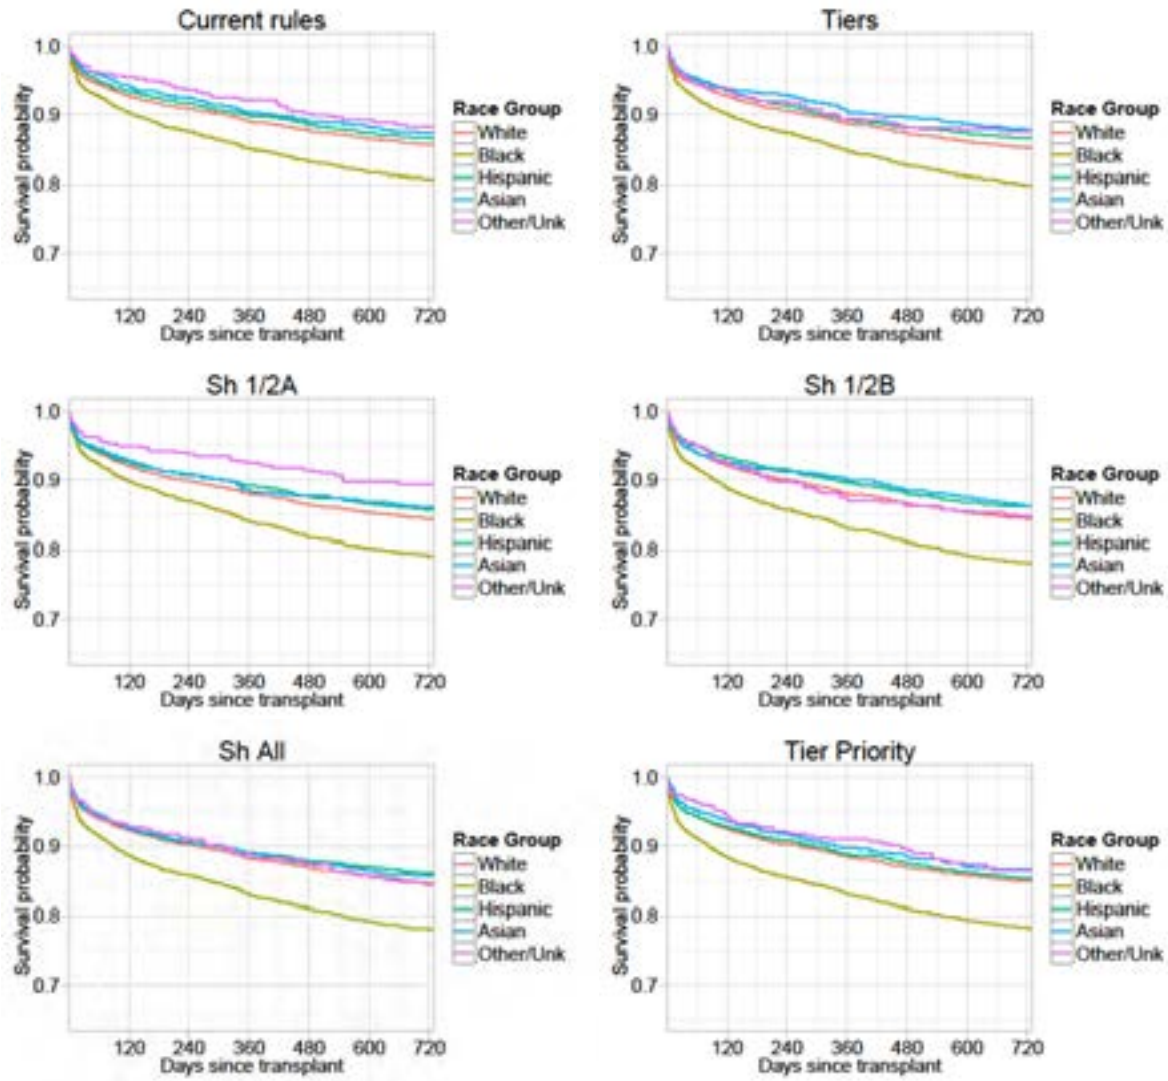 Current rules
Survival probability
1.0
0.9
0.8
0.7
120 240 360 480 600 720
Days since transplant
Race Group
White
Black
Hispanic
Asian
Other/Unk
Tiers
Survival probability
1.0
0.9
0.8
0.7
120 240 360 480 600 720
Days since transplant
Race Group
White
Black
Hispanic
Asian
Other/Unk
Sh 1/2A
Survival probability
1.0
0.9
0.8
0.7
120 240 360 480 600 720
Days since transplant
Race Group
White
Black
Hispanic
Asian
Other/Unk
Sh 1/2B
Survival probability
1.0
0.9
0.8
0.7
120 240 360 480 600 720
Days since transplant
Race Group
White
Black
Hispanic
Asian
Other/Unk
Sh All
Survival probability
1.0
0.9
0.8
0.7
120 240 360 480 600 720
Days since transplant
Race Group
White
Black
Hispanic
Asian
Other/Unk
Tier Priority
Survival probability
1.0
0.9
0.8
0.7
120 240 360 480 600 720
Days since transplant
Race Group
White
Black
Hispanic
Asian
Other/Unk